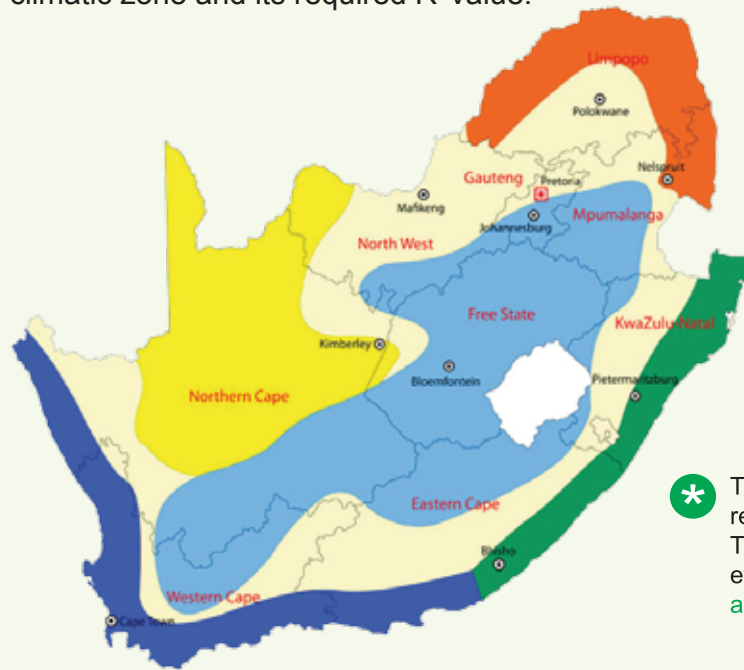 climatic zone and its required R-value.
Limpopo
Polokwane
Nelspruit
Gauteng
Pretoria
Mafikeng
Mpumalanga
Johannesburg
North West
Free State
KwaZulu-Natal
Kimberley
Bloemfontein
Pietermaritzburg
Northern Cape
Eastern Cape
Bhisho
Western Cape
Cape Town
*